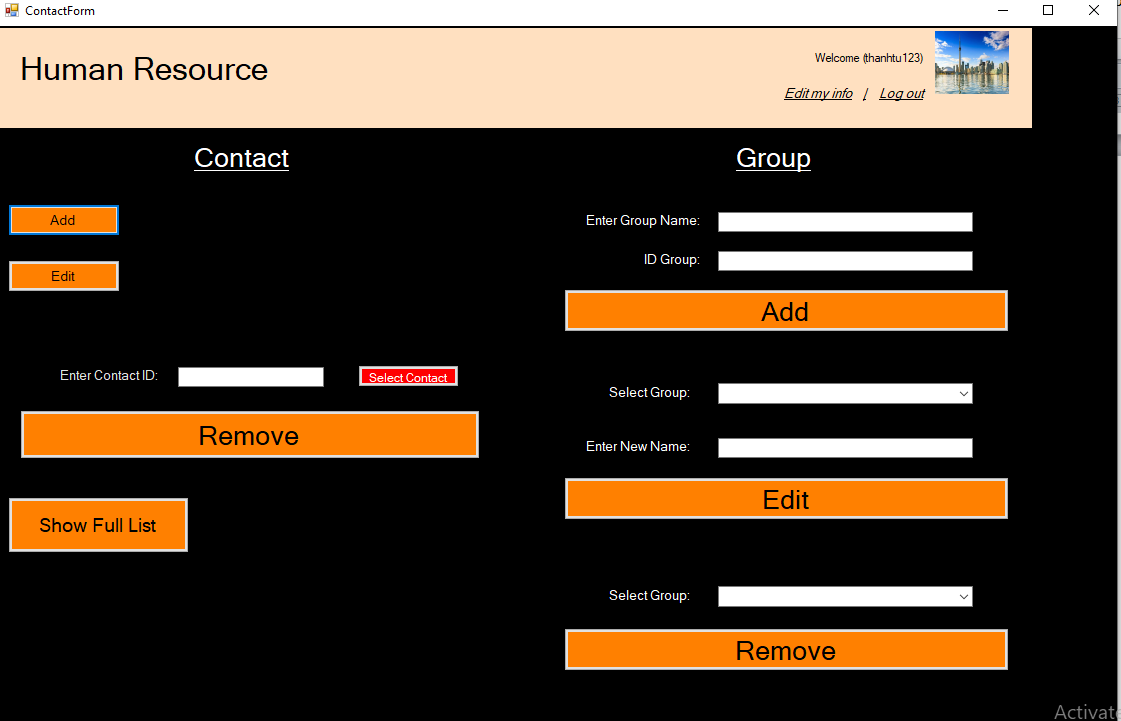 ContactForm
Human Resource
Welcome (thanhtu123)
Edit my info / Log out
Contact
Add
Edit
Enter Contact ID:
Select Contact
Remove
Show Full List
Group
Enter Group Name:
ID Group:
Add
Select Group:
Enter New Name:
Edit
Select Group:
Remove
Activate